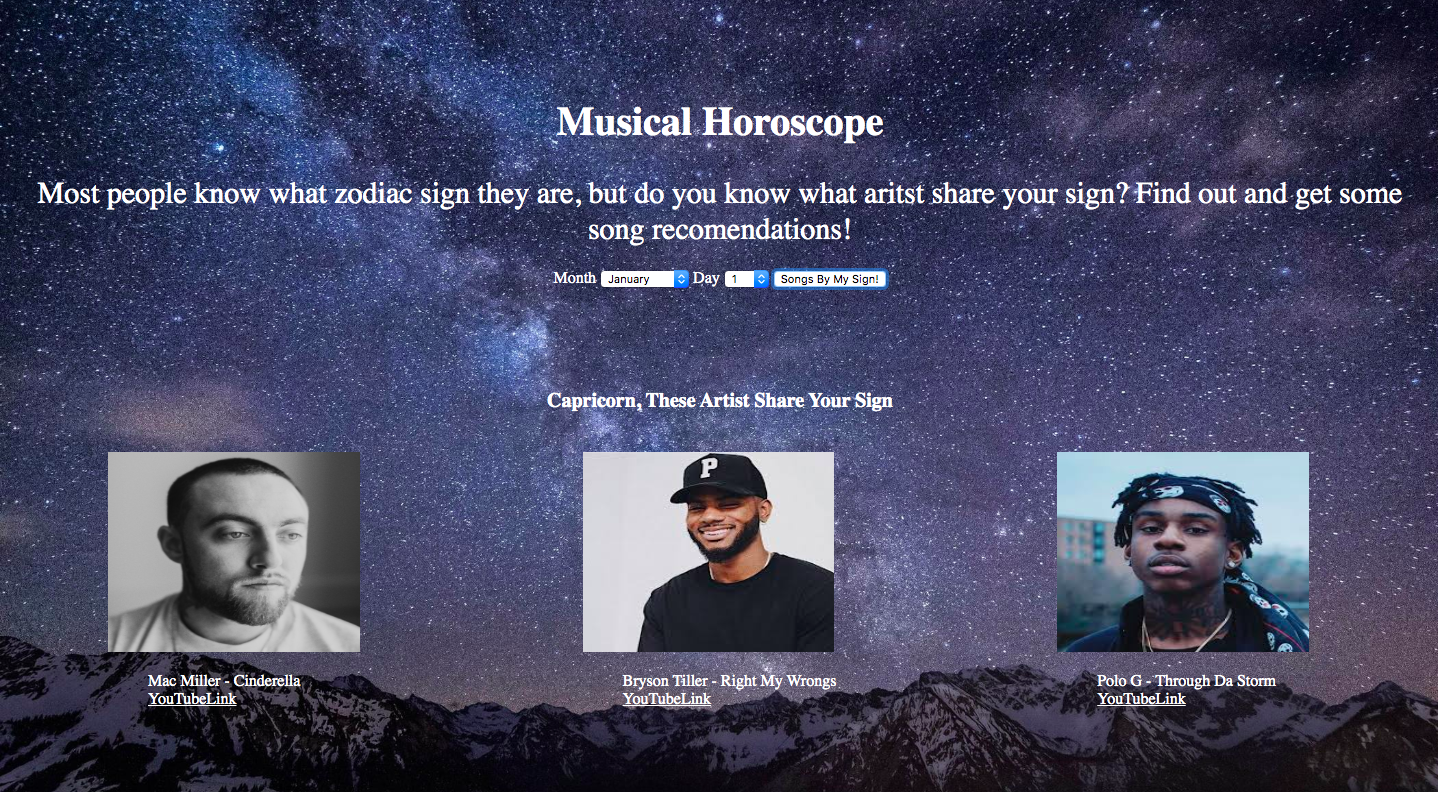 Musical Horoscope
Most people know what zodiac sign they are, but do you know what aritst share your sign? Find out and get some
song recomendations!
Month January Day 1 Songs By My Sign!
Capricorn, These Artist Share Your Sign
P
Mac Miller - Cinderella
YouTubeLink
Bryson Tiller - Right My Wrongs
YouTubeLink
Polo G - Through Da Storm
YouTubeLink